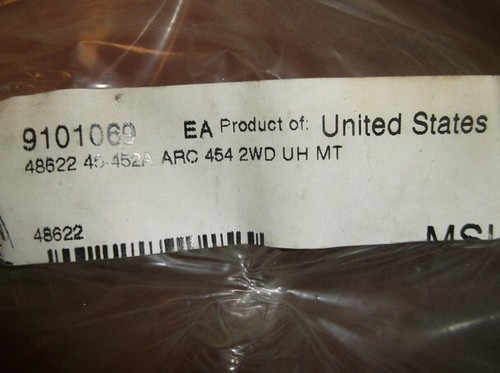 9101069 EA Product of: United States
48622 45-452A ARC 454 2WD UH MT
48622